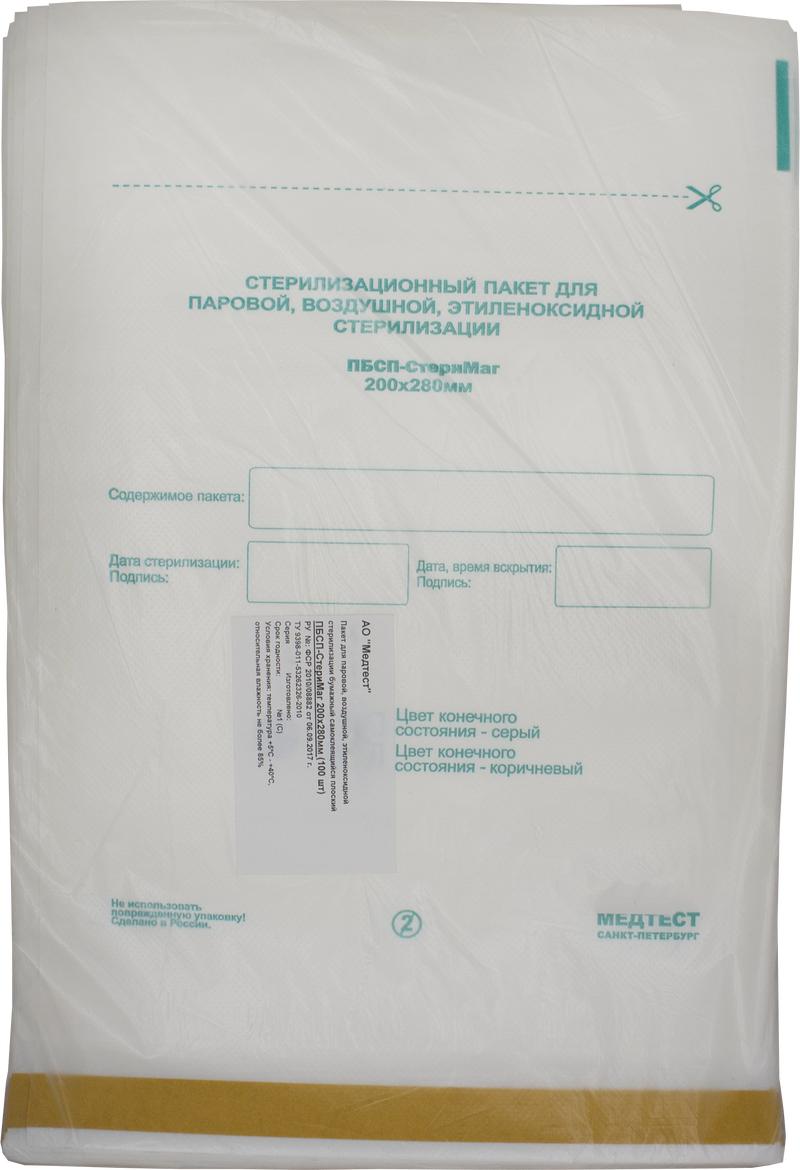 СТЕРИЛИЗАЦИОННЫЙ ПАКЕТ ДЛЯ
ПАРОВОЙ, ВОЗДУШНОЙ, ЭТИЛЕНОКСИДНОЙ
СТЕРИЛИЗАЦИИ
ПБСП-СтериМаг
200х280мм
Содержимое пакета:
Дата стерилизации:
Подпись:
Дата, время вскрытия:
Подпись:
АО "Медтест"
Пакет для паровой, воздушной, этиленоксидной
стерилизации бумажный самоклеящийся плоский
ПБСП-СтериМаг 200х280мм (100 шт)
РУ №: ФСР 2010/08882 от 06.09.2017 г.
ТУ 9398-011-53262326-2010
Серия Изготовлено:
Срок годности: №1 (С)
Условия хранения: температура +5°С - +40°С,
относительная влажность не более 85%
Цвет конечного
состояния - серый
Цвет конечного
состояния - коричневый
Не использовать
поврежденную упаковку!
Сделано в России.
2
МЕДТЕСТ
САНКТ-ПЕТЕРБУРГ